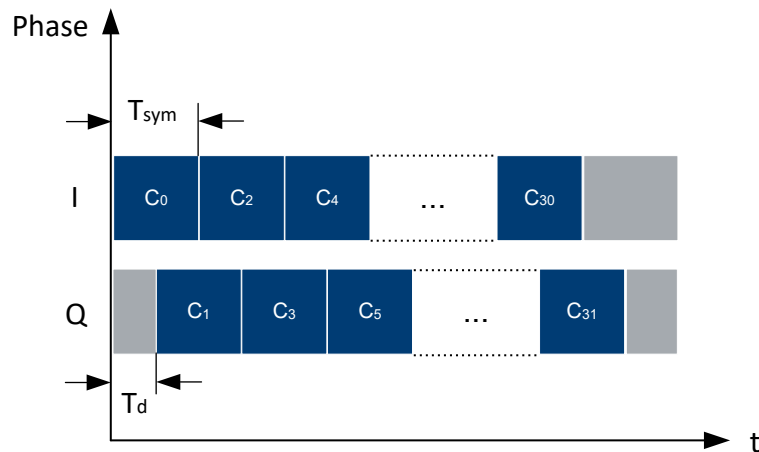 Phase
Tsym
I
C0 C2 C4 ... C30
Q
C1 C3 C5 ... C31
Td
t